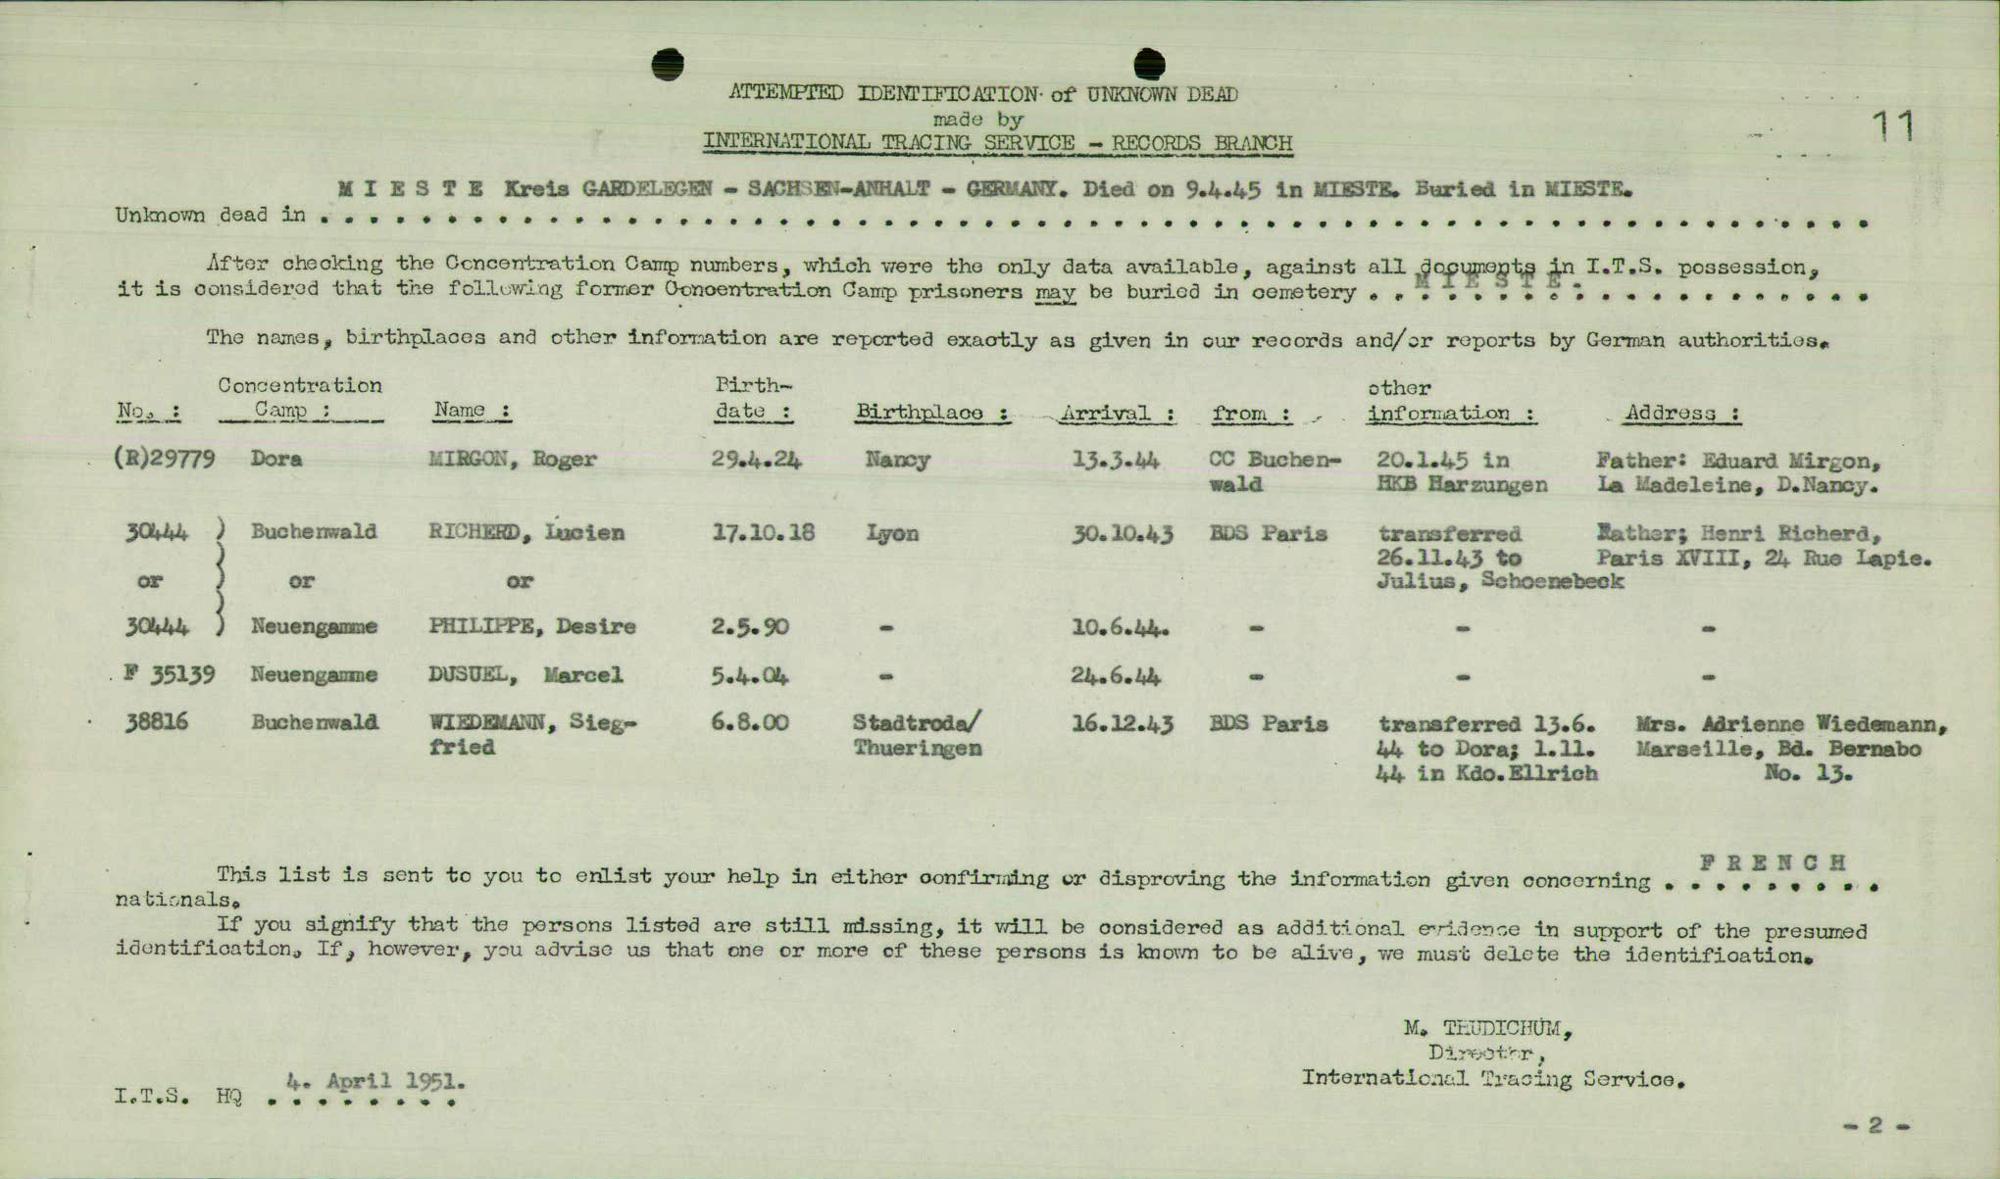 ATTEMPTED IDENTIFICATION of UNKNOWN DEAD
made by
INTERNATIONAL TRACING SERVICE - RECORDS BRANCH
11
M I E S T E Kreis GARDELEGEN - SACHSEN-ANHALT - GERMANY. Died on 9.4.45 in MIESTE. Buried in MIESTE.
Unknown dead in . . . . . . . . . . . . . . . . . . . . . . . . . . . . . . . . . . . . . . . . . . . . . . . . . . . . . . . . . . . .
After checking the Concentration Camp numbers, which were the only data available, against all documents in I.T.S. possession,
it is considered that the following former Concentration Camp prisoners may be buried in cemetery . . M I E S T E . . . . . . . . . . . .
The names, birthplaces and other information are reported exactly as given in our records and/or reports by German authorities.
Concentration Birth- other
No. : Camp : Name : date : Birthplace : Arrival : from : information : Address :
(R)29779 Dora MIRGON, Roger 29.4.24 Nancy 13.3.44 CC Buchen- 20.1.45 in Father: Eduard Mirgon,
wald HKB Harzungen La Madeleine, D.Nancy.
30444 ) Buchenwald RICHERD, Lucien 17.10.18 Lyon 30.10.43 BDS Paris transferred Father; Henri Richerd,
) 26.11.43 to Paris XVIII, 24 Rue Lapie.
or ) or or Julius, Schoenebeck
30444 ) Neuengamme PHILIPPE, Desire 2.5.90 - 10.6.44. - - -
F 35139 Neuengamme DUSUEL, Marcel 5.4.04 - 24.6.44 - - -
38816 Buchenwald WIEDEMANN, Sieg- 6.8.00 Stadtroda/ 16.12.43 BDS Paris transferred 13.6. Mrs. Adrienne Wiedemann,
fried Thueringen 44 to Dora; 1.11. Marseille, Bd. Bernabo
44 in Kdo.Ellrich No. 13.
F R E N C H
This list is sent to you to enlist your help in either confirming or disproving the information given concerning . . . . . . . . .
nationals.
If you signify that the persons listed are still missing, it will be considered as additional evidence in support of the presumed
identification. If, however, you advise us that one or more of these persons is known to be alive, we must delete the identification.
M. THUDICHUM,
Director,
International Tracing Service.
I.T.S. HQ 4. April 1951.
- 2 -